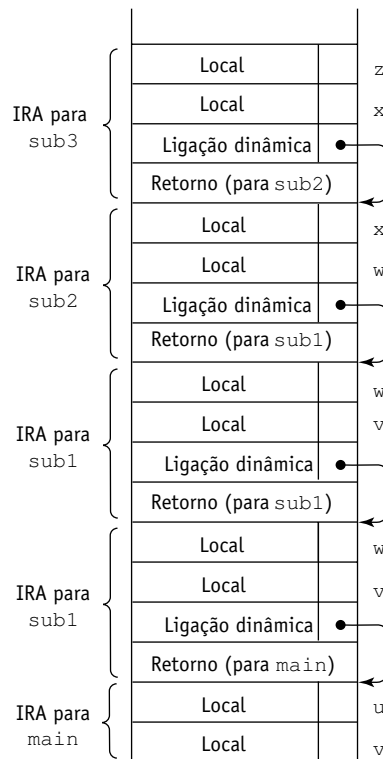 Local z
Local x
IRA para
sub3
Ligação dinâmica
Retorno (para sub2)
Local x
Local w
IRA para
sub2
Ligação dinâmica
Retorno (para sub1)
Local w
Local v
IRA para
sub1
Ligação dinâmica
Retorno (para sub1)
Local w
Local v
IRA para
sub1
Ligação dinâmica
Retorno (para main)
Local u
IRA para
main
Local v